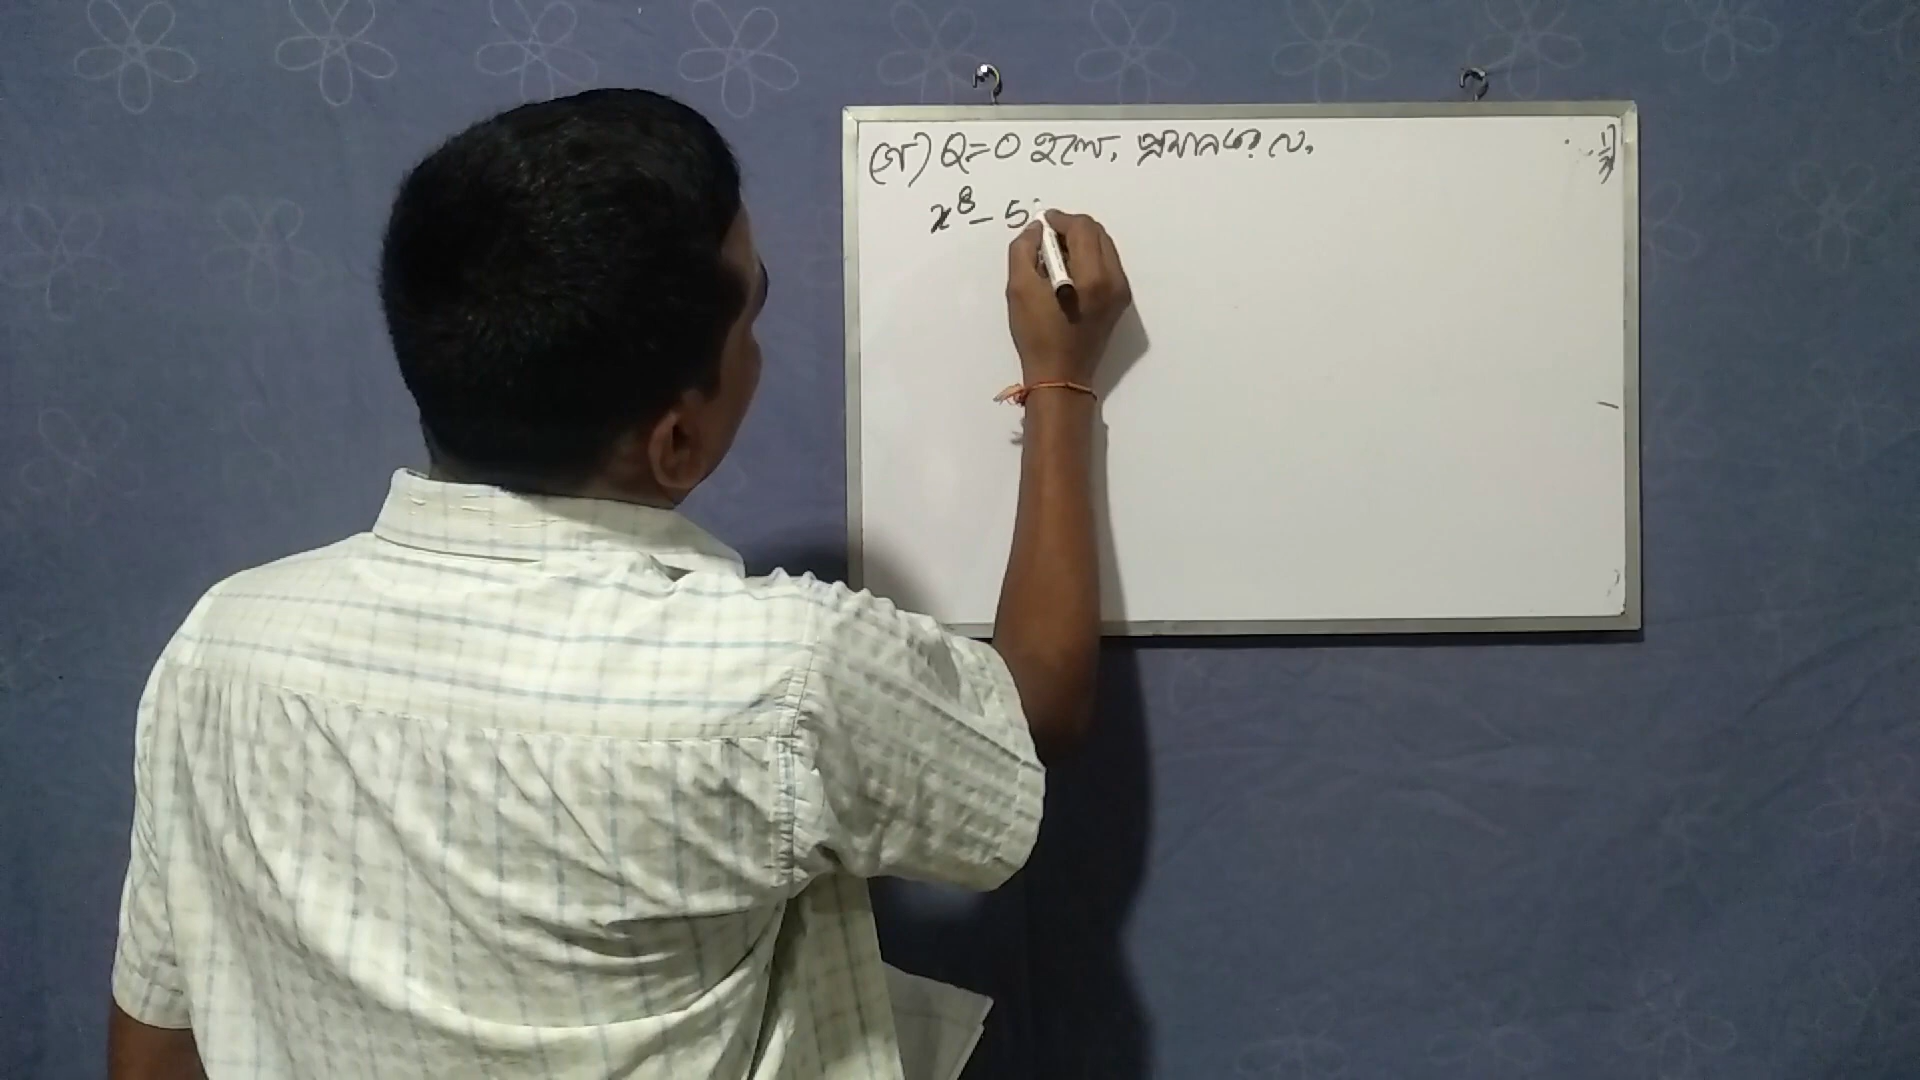 (গ) Q=0 হলে, প্রমাণ কর যে,
x⁸ - 5